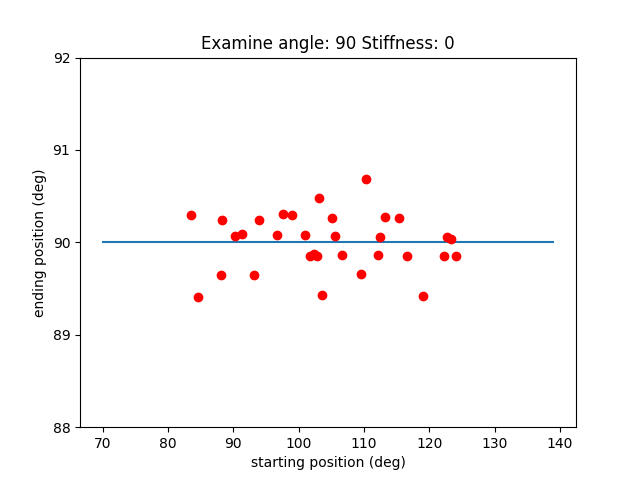 Examine angle: 90 Stiffness: 0
92
91
90
89
88
ending position (deg)
70 80 90 100 110 120 130 140
starting position (deg)